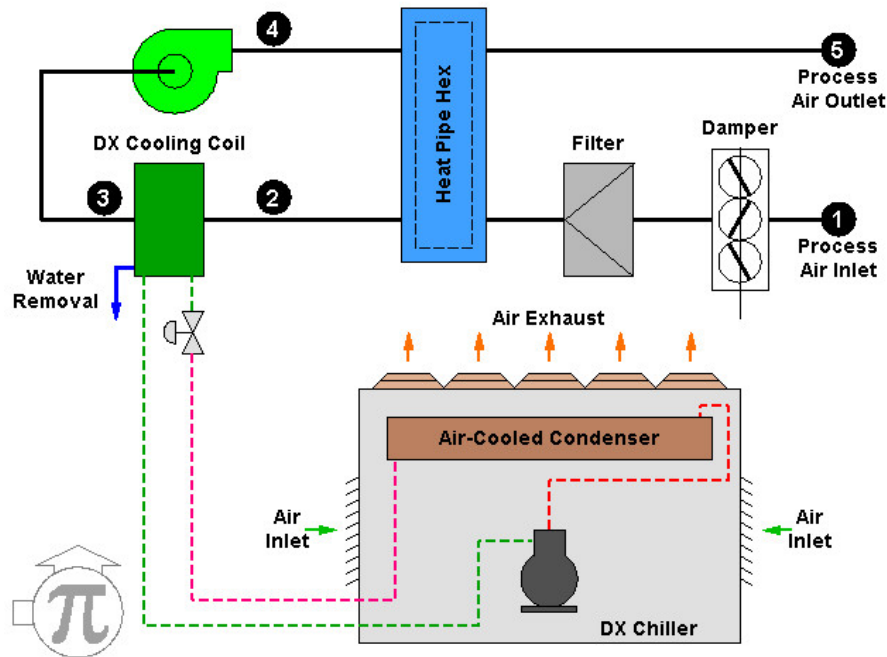 4
5
Process
Air Outlet
Heat Pipe Hex
DX Cooling Coil
Filter
Damper
3
2
1
Process
Air Inlet
Water
Removal
Air Exhaust
Air-Cooled Condenser
Air
Inlet
Air
Inlet
DX Chiller
π